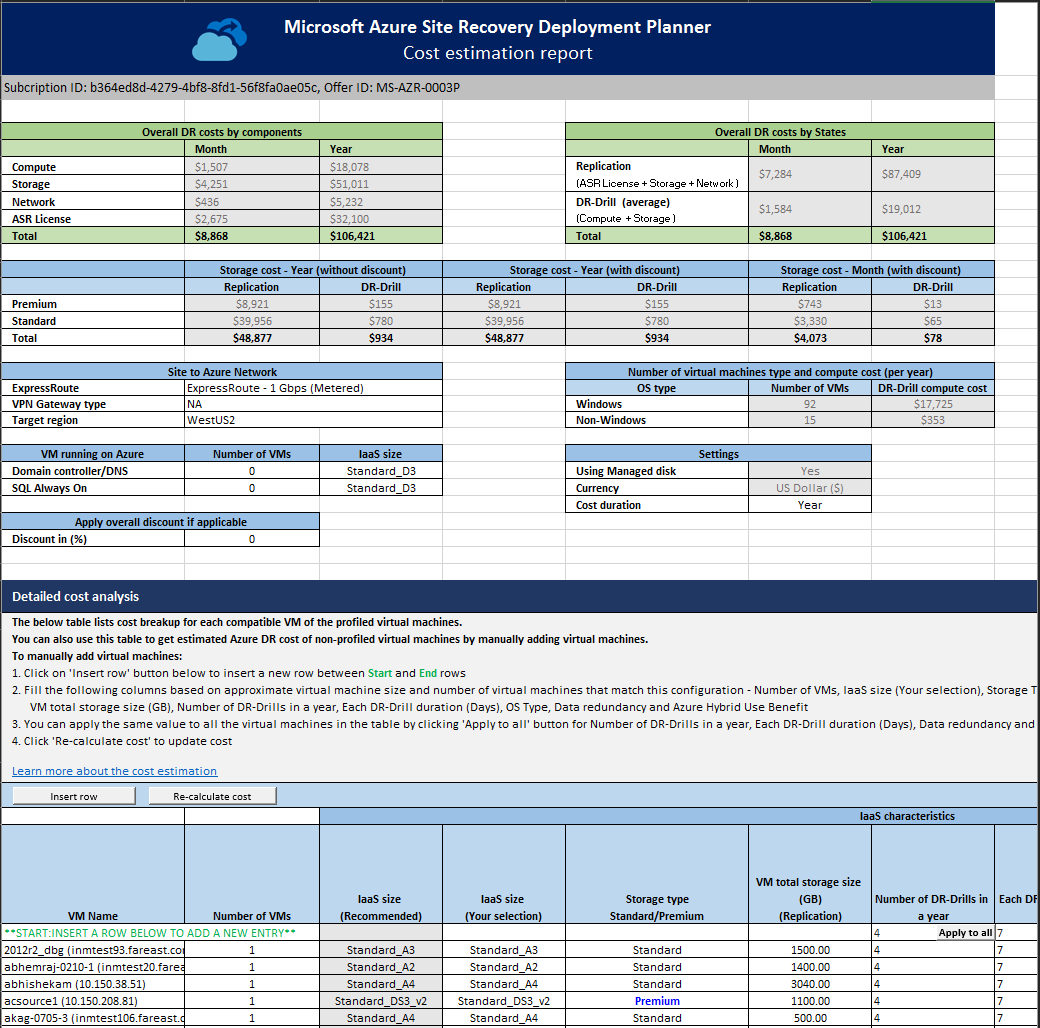 Microsoft Azure Site Recovery Deployment Planner
Cost estimation report
Subcription ID: b364ed8d-4279-4bf8-8fd1-56f8fa0ae05c, Offer ID: MS-AZR-0003P
Overall DR costs by components
Month Year
Compute $1,507 $18,078
Storage $4,251 $51,011
Network $436 $5,232
ASR License $2,675 $32,100
Total $8,868 $106,421
Overall DR costs by States
Month Year
Replication
(ASR License + Storage + Network) $7,284 $87,409
DR-Drill (average)
(Compute + Storage) $1,584 $19,012
Total $8,868 $106,421
Storage cost - Year (without discount) Storage cost - Year (with discount) Storage cost - Month (with discount)
Replication DR-Drill Replication DR-Drill Replication DR-Drill
Premium $8,921 $155 $8,921 $155 $743 $13
Standard $39,956 $780 $39,956 $780 $3,330 $65
Total $48,877 $934 $48,877 $934 $4,073 $78
Site to Azure Network
ExpressRoute ExpressRoute - 1 Gbps (Metered)
VPN Gateway type NA
Target region WestUS2
Number of virtual machines type and compute cost (per year)
OS type Number of VMs DR-Drill compute cost
Windows 92 $17,725
Non-Windows 15 $353
VM running on Azure Number of VMs IaaS size
Domain controller/DNS 0 Standard_D3
SQL Always On 0 Standard_D3
Settings
Using Managed disk Yes
Currency US Dollar ($)
Cost duration Year
Apply overall discount if applicable
Discount in (%) 0
Detailed cost analysis
The below table lists cost breakup for each compatible VM of the profiled virtual machines.
You can also use this table to get estimated Azure DR cost of non-profiled virtual machines by manually adding virtual machines.
To manually add virtual machines:
1. Click on 'Insert row' button below to insert a new row between Start and End rows
2. Fill the following columns based on approximate virtual machine size and number of virtual machines that match this configuration - Number of VMs, IaaS size (Your selection), Storage T
VM total storage size (GB), Number of DR-Drills in a year, Each DR-Drill duration (Days), OS Type, Data redundancy and Azure Hybrid Use Benefit
3. You can apply the same value to all the virtual machines in the table by clicking 'Apply to all' button for Number of DR-Drills in a year, Each DR-Drill duration (Days), Data redundancy and
4. Click 'Re-calculate cost' to update cost
Learn more about the cost estimation
Insert row Re-calculate cost
IaaS characteristics
VM Name
Number of VMs
IaaS size
(Recommended)
IaaS size
(Your selection)
Storage type
Standard/Premium
VM total storage size
(GB)
(Replication)
Number of DR-Drills in
a year
Each DR
**START:INSERT A ROW BELOW TO ADD A NEW ENTRY** 4 Apply to all 7
2012r2_dbg (inmtest93.fareast.cor 1 Standard_A3 Standard_A3 Standard 1500.00 4 7
abhemraj-0210-1 (inmtest20.farea 1 Standard_A2 Standard_A2 Standard 1400.00 4 7
abhishekam (10.150.38.51) 1 Standard_A4 Standard_A4 Standard 3040.00 4 7
acsource1 (10.150.208.81) 1 Standard_DS3_v2 Standard_DS3_v2 Premium 1100.00 4 7
akag-0705-3 (inmtest106.fareast.c 1 Standard_A4 Standard_A4 Standard 500.00 4 7